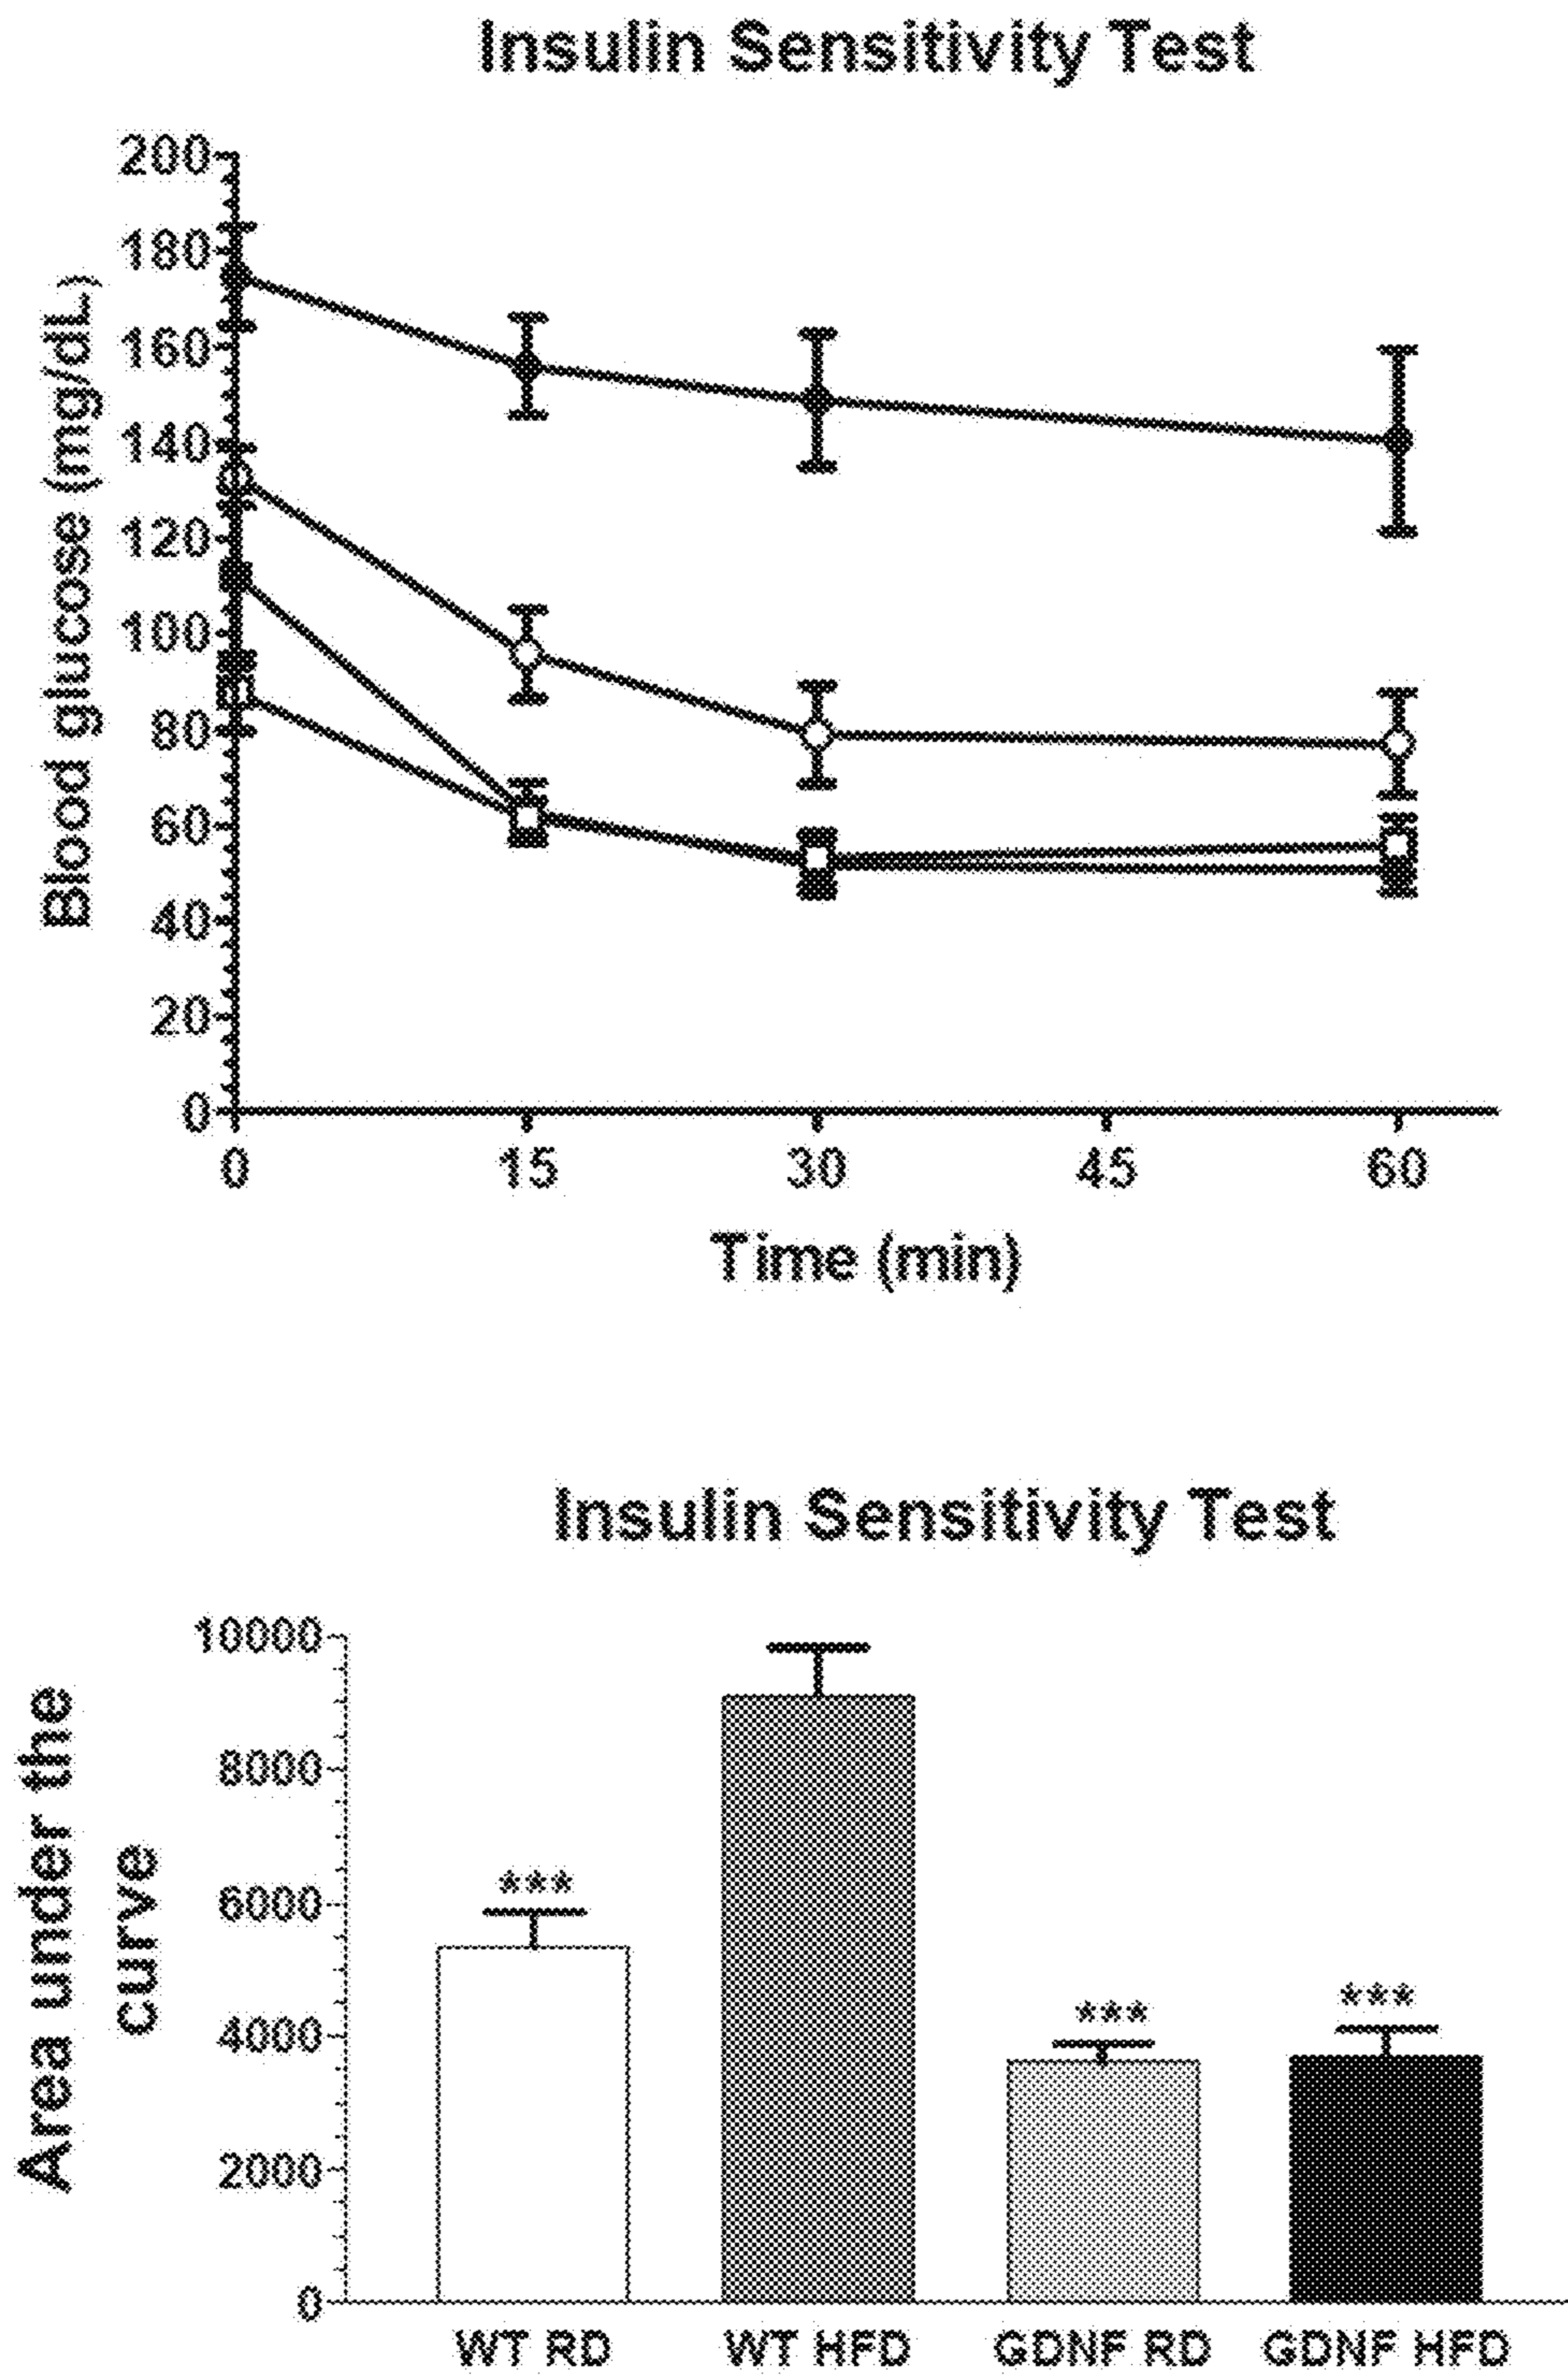 Insulin Sensitivity Test
200
180
160
140
120
100
80
60
40
20
0
Blood glucose (mg/dL)
0 15 30 45 60
Time (min)
Insulin Sensitivity Test
10000
8000
6000
4000
2000
0
Area under the
curve
***
***
***
WT RD WT HFD GDNF RD GDNF HFD